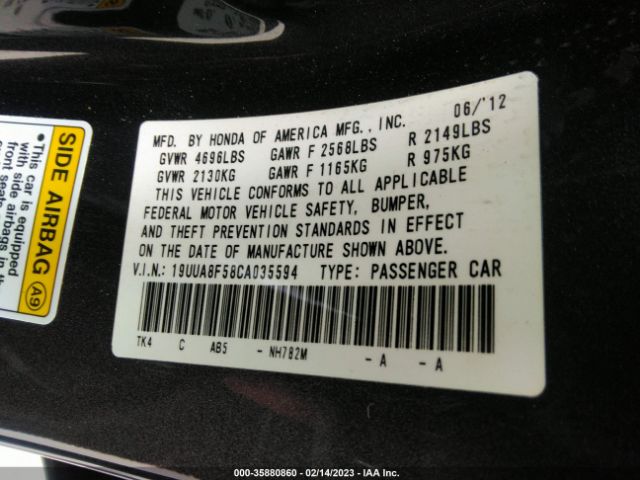 SIDE AIRBAG A9
• This car is equipped
front side airbags
06/'12
MFD. BY HONDA OF AMERICA MFG., INC.
GVWR 4696LBS GAWR F 2568LBS R 2149LBS
GVWR 2130KG GAWR F 1165KG R 975KG
THIS VEHICLE CONFORMS TO ALL APPLICABLE
FEDERAL MOTOR VEHICLE SAFETY, BUMPER,
AND THEFT PREVENTION STANDARDS IN EFFECT
ON THE DATE OF MANUFACTURE SHOWN ABOVE.
V.I.N.: 19UUA8F58CA035594 TYPE: PASSENGER CAR
TK4 C AB5 - NH782M - A - A
000-35880860 - 02/14/2023 - IAA Inc.